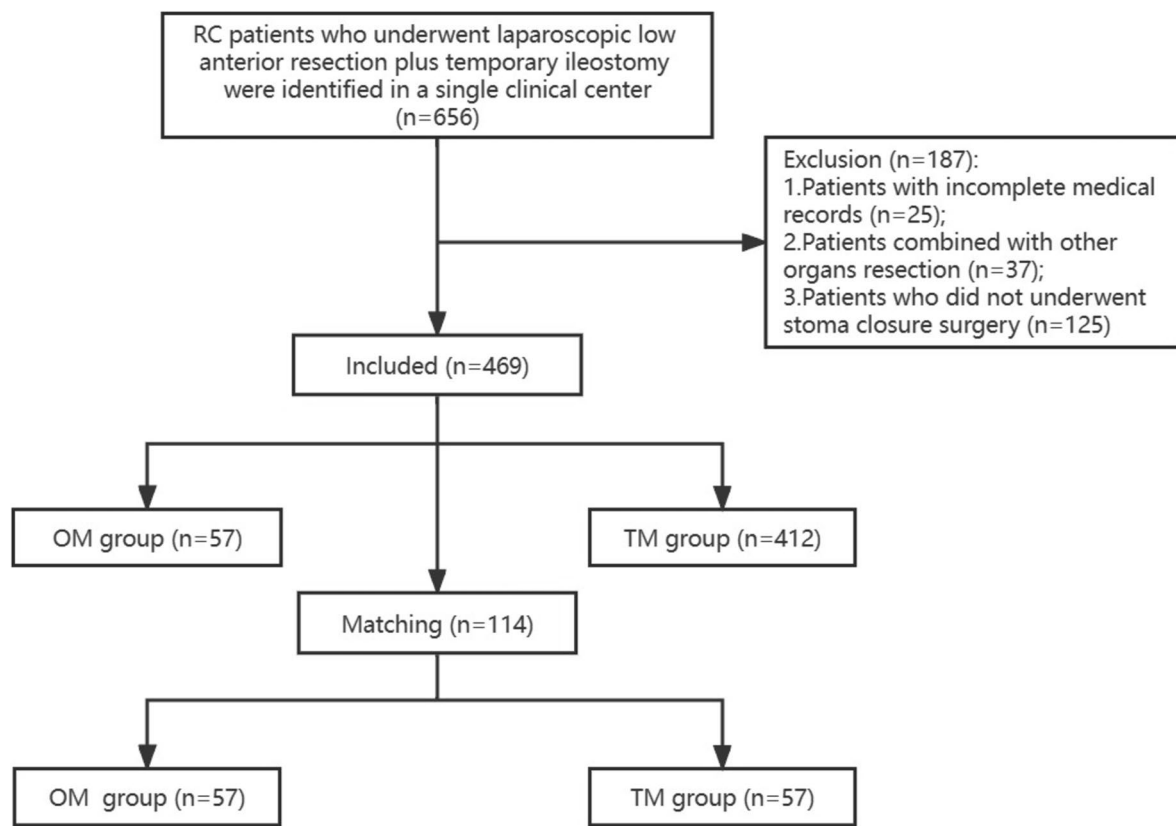 RC patients who underwent laparoscopic low
anterior resection plus temporary ileostomy
were identified in a single clinical center
(n=656)
Exclusion (n=187):
1.Patients with incomplete medical
records (n=25);
2.Patients combined with other
organs resection (n=37);
3.Patients who did not underwent
stoma closure surgery (n=125)
Included (n=469)
OM group (n=57)
TM group (n=412)
Matching (n=114)
OM  group (n=57)
TM group (n=57)